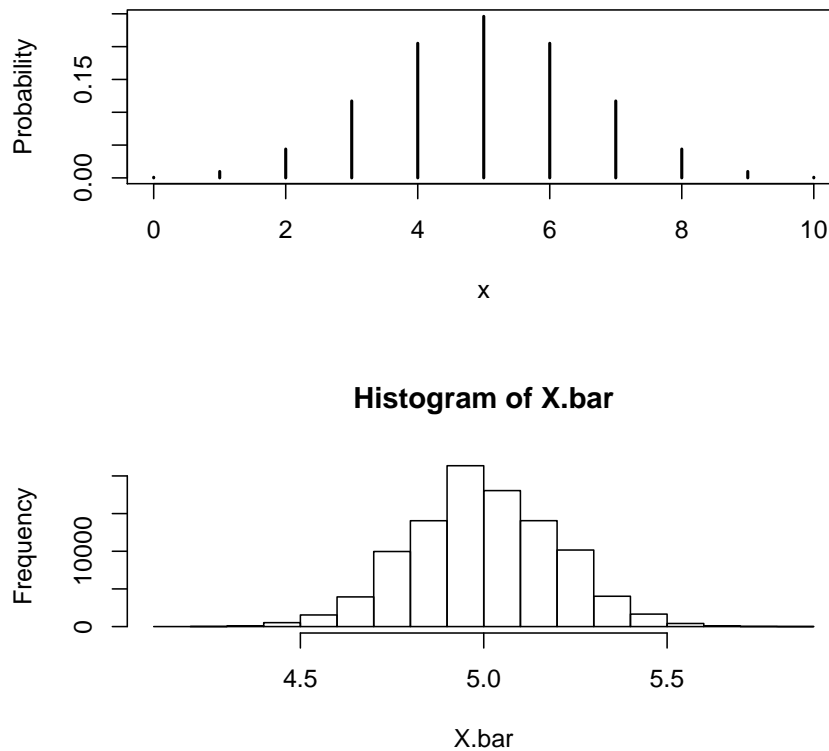 Probability
0.00 0.15
0 2 4 6 8 10
x
Histogram of X.bar
Frequency
0 10000
4.5 5.0 5.5
X.bar